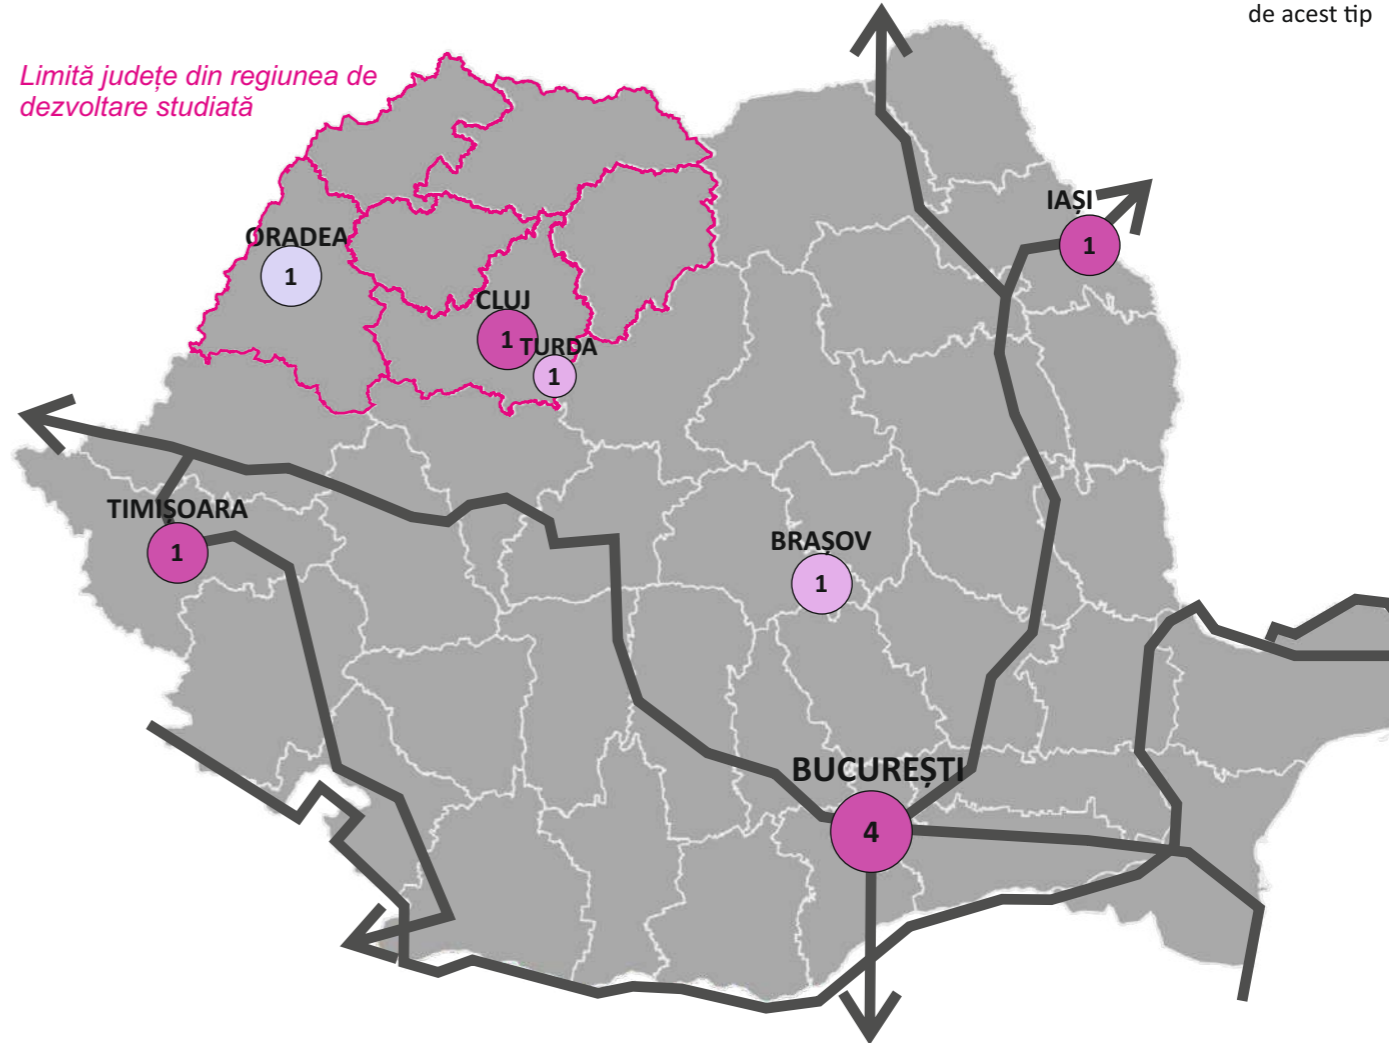 de acest tip
Limită județe din regiunea de
dezvoltare studiată
IAȘI
1
ORADEA
1
CLUJ
1
TURDA
1
TIMIȘOARA
1
BRAȘOV
1
BUCUREȘTI
4